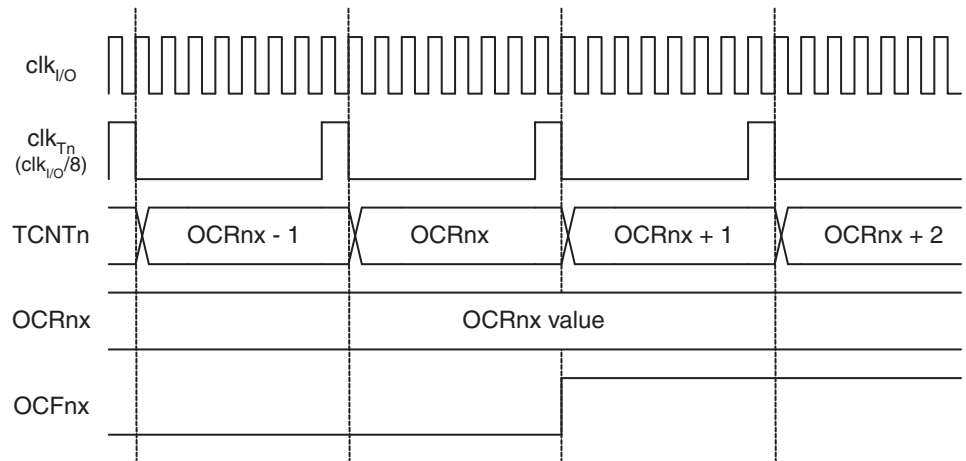 clkI/O
clkTn
(clkI/O/8)
TCNTn OCRnx - 1 OCRnx OCRnx + 1 OCRnx + 2
OCRnx OCRnx value
OCFnx